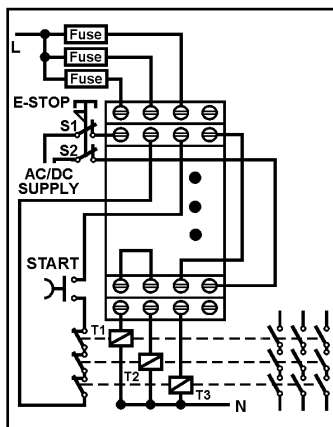 L
Fuse
Fuse
Fuse
E-STOP
S1
S2
AC/DC
SUPPLY
START
T1
T2
T3
N